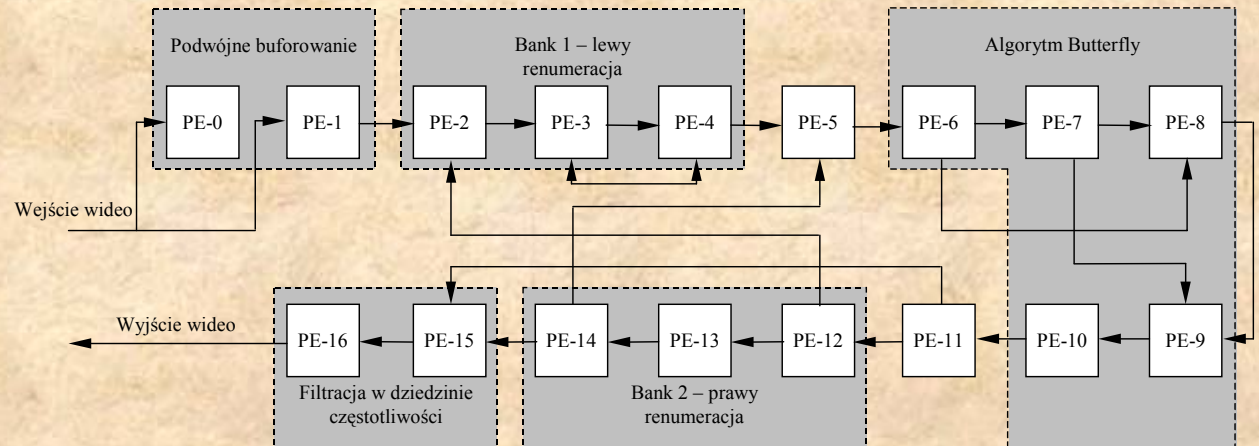 Podwójne buforowanie
Bank 1 – lewy
renumeracja
Algorytm Butterfly
PE-0
PE-1
PE-2
PE-3
PE-4
PE-5
PE-6
PE-7
PE-8
Wejście wideo
Wyjście wideo
PE-16
PE-15
PE-14
PE-13
PE-12
PE-11
PE-10
PE-9
Filtracja w dziedzinie
częstotliwości
Bank 2 – prawy
renumeracja